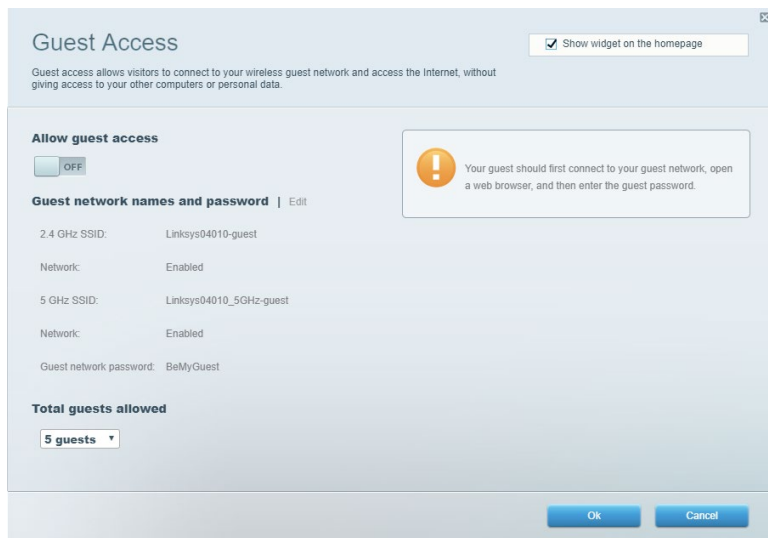 Guest Access
Show widget on the homepage
Guest access allows visitors to connect to your wireless guest network and access the Internet, without
giving access to your other computers or personal data.
Allow guest access
OFF
Your guest should first connect to your guest network, open
a web browser, and then enter the guest password.
Guest network names and password | Edit
2.4 GHz SSID: Linksys04010-guest
Network: Enabled
5 GHz SSID: Linksys04010_5GHz-guest
Network: Enabled
Guest network password: BeMyGuest
Total guests allowed
5 guests
Ok Cancel